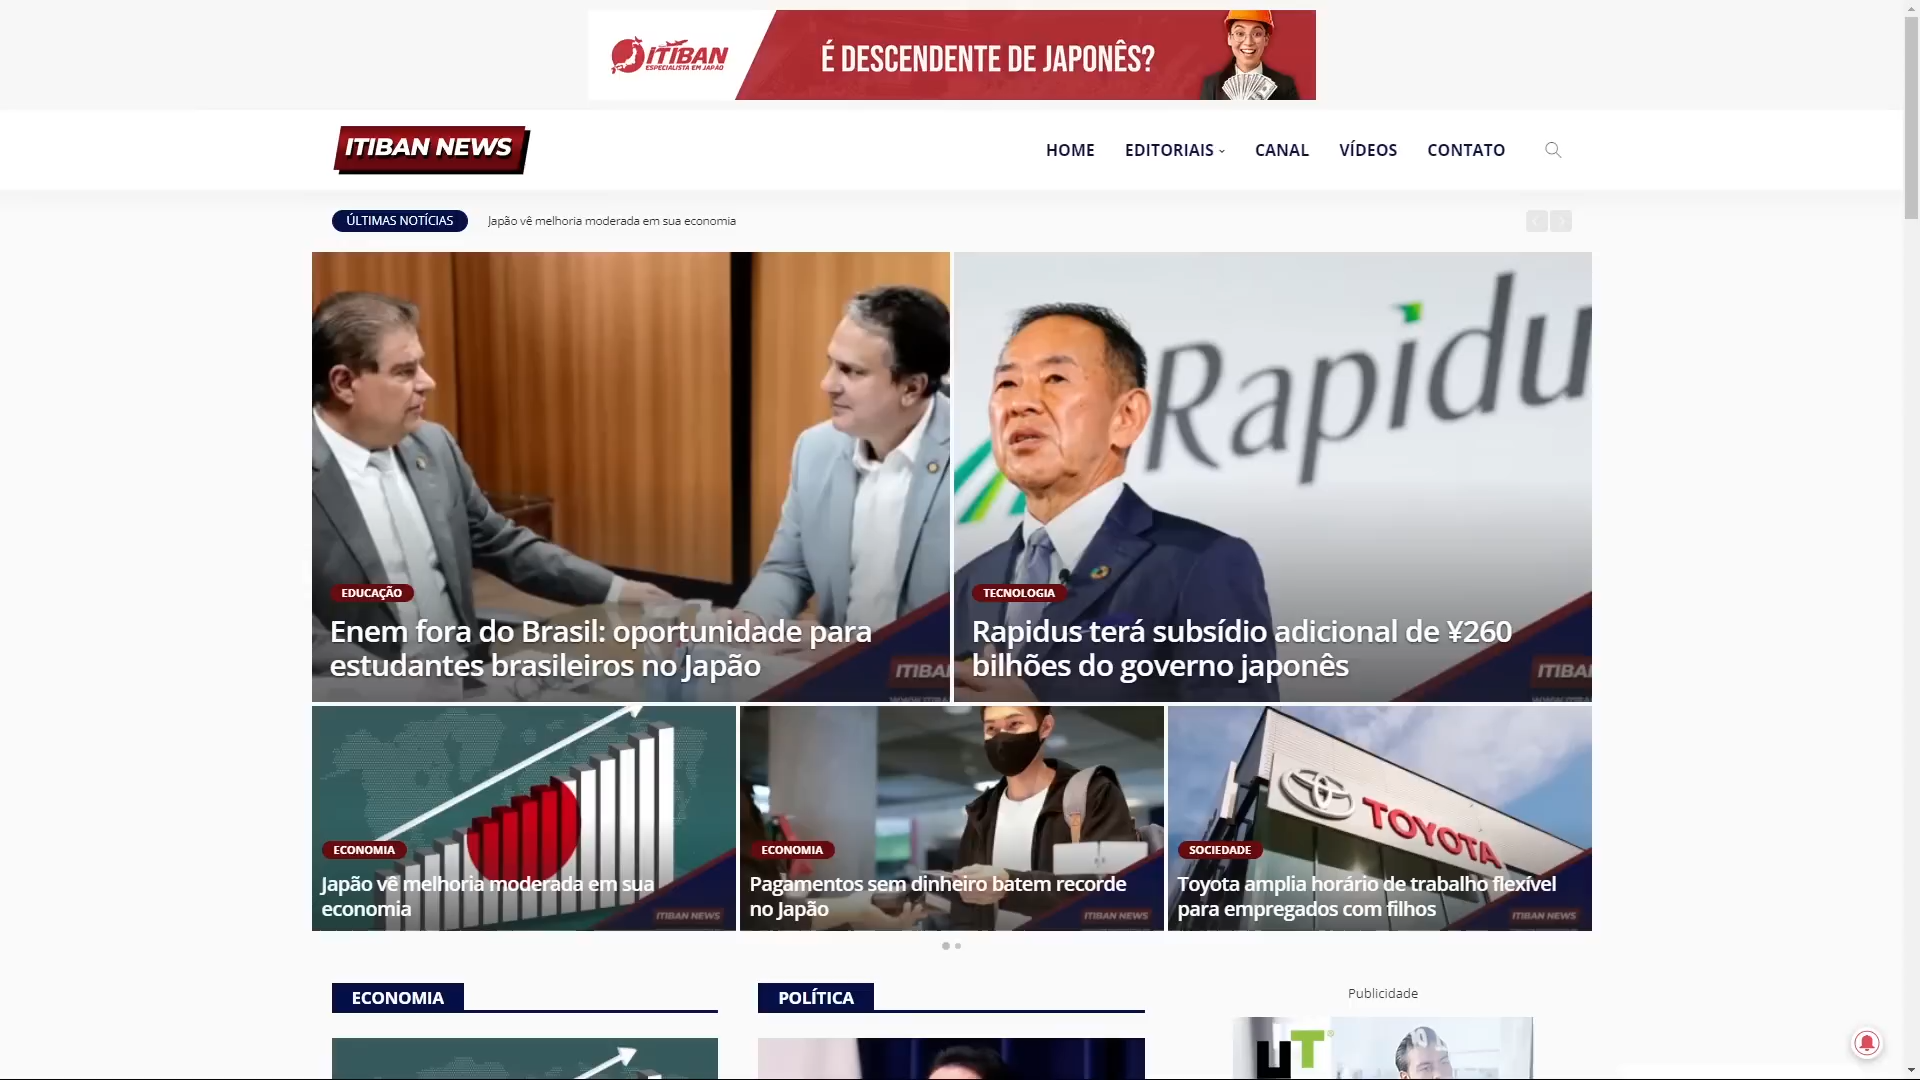 ITIBAN
ESPECIALISTA EM JAPÃO
É DESCENDENTE DE JAPONÊS?
ITIBAN NEWS
HOME
EDITORIAIS
CANAL
VÍDEOS
CONTATO
ÚLTIMAS NOTÍCIAS
Japão vê melhoria moderada em sua economia
Rapidu
EDUCAÇÃO
Enem fora do Brasil: oportunidade para
estudantes brasileiros no Japão
ITIBA
TECNOLOGIA
Rapidus terá subsídio adicional de ¥260
bilhões do governo japonês
ITIBA
ECONOMIA
Japão vê melhoria moderada em sua
economia
ITIBAN NEWS
ECONOMIA
Pagamentos sem dinheiro batem recorde
no Japão
ITIBAN NEWS
TOYOTA
SOCIEDADE
Toyota amplia horário de trabalho flexível
para empregados com filhos
ITIBAN NEWS
ECONOMIA
POLÍTICA
Publicidade
UT